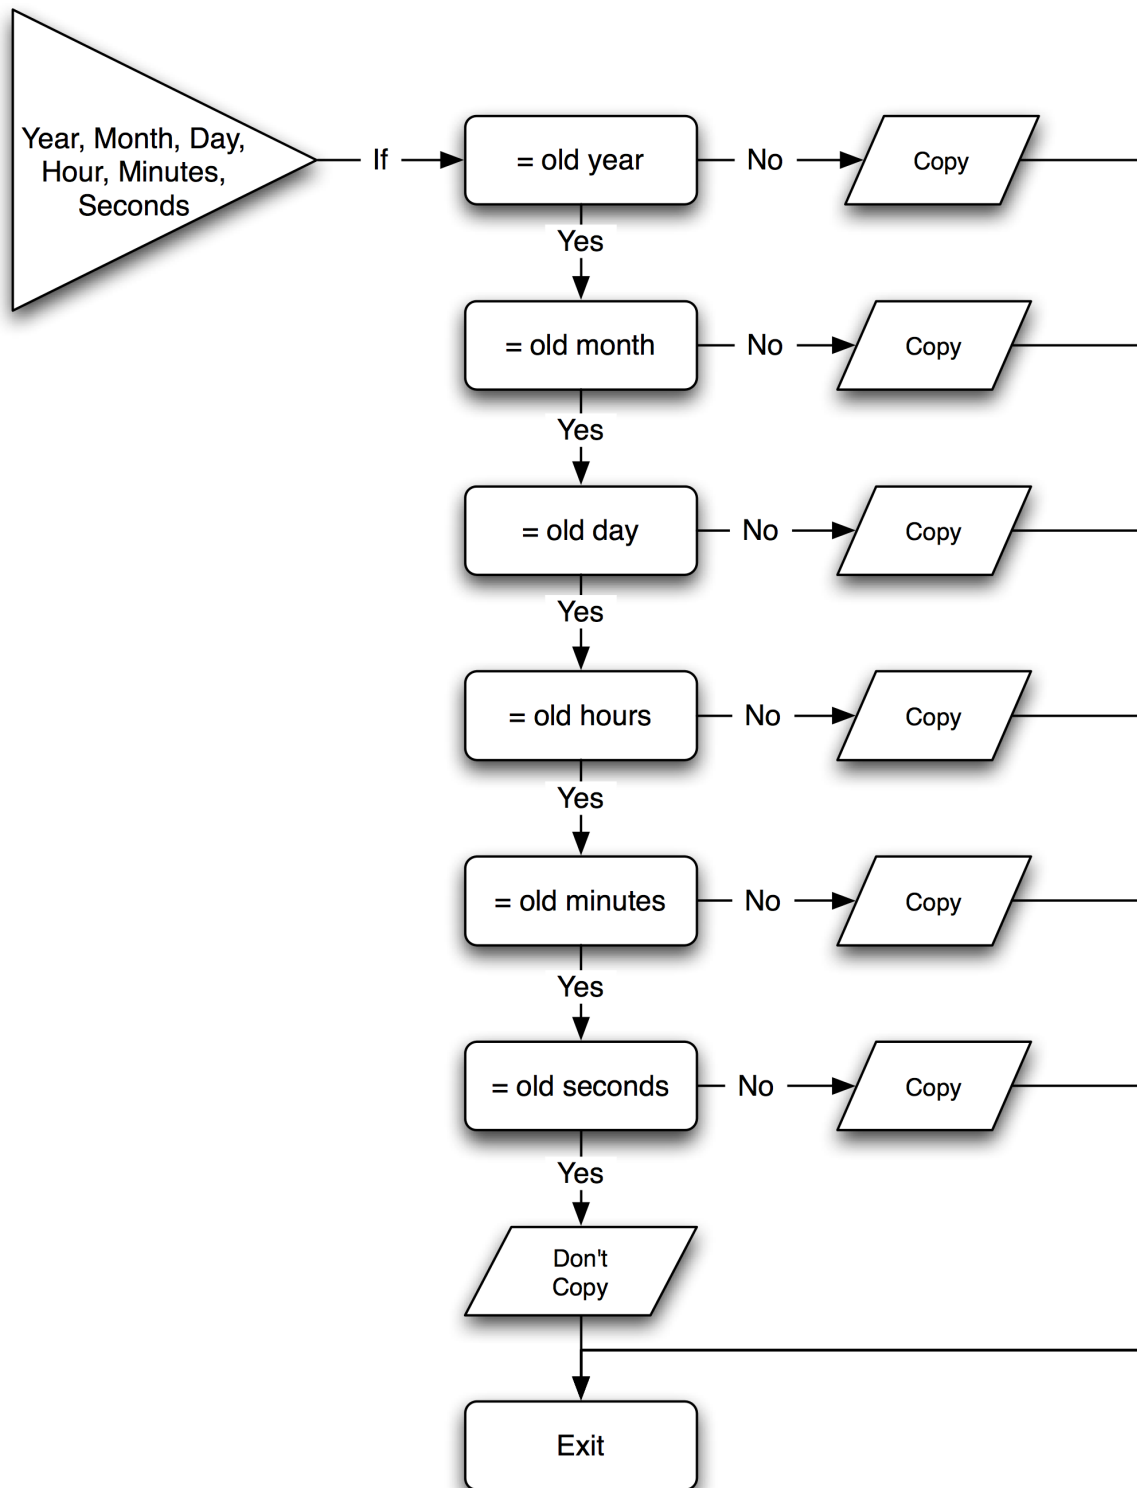 Year, Month, Day,
Hour, Minutes,
Seconds
If
= old year
No
Copy
Yes
= old month
No
Copy
Yes
= old day
No
Copy
Yes
= old hours
No
Copy
Yes
= old minutes
No
Copy
Yes
= old seconds
No
Copy
Yes
Don't
Copy
Exit